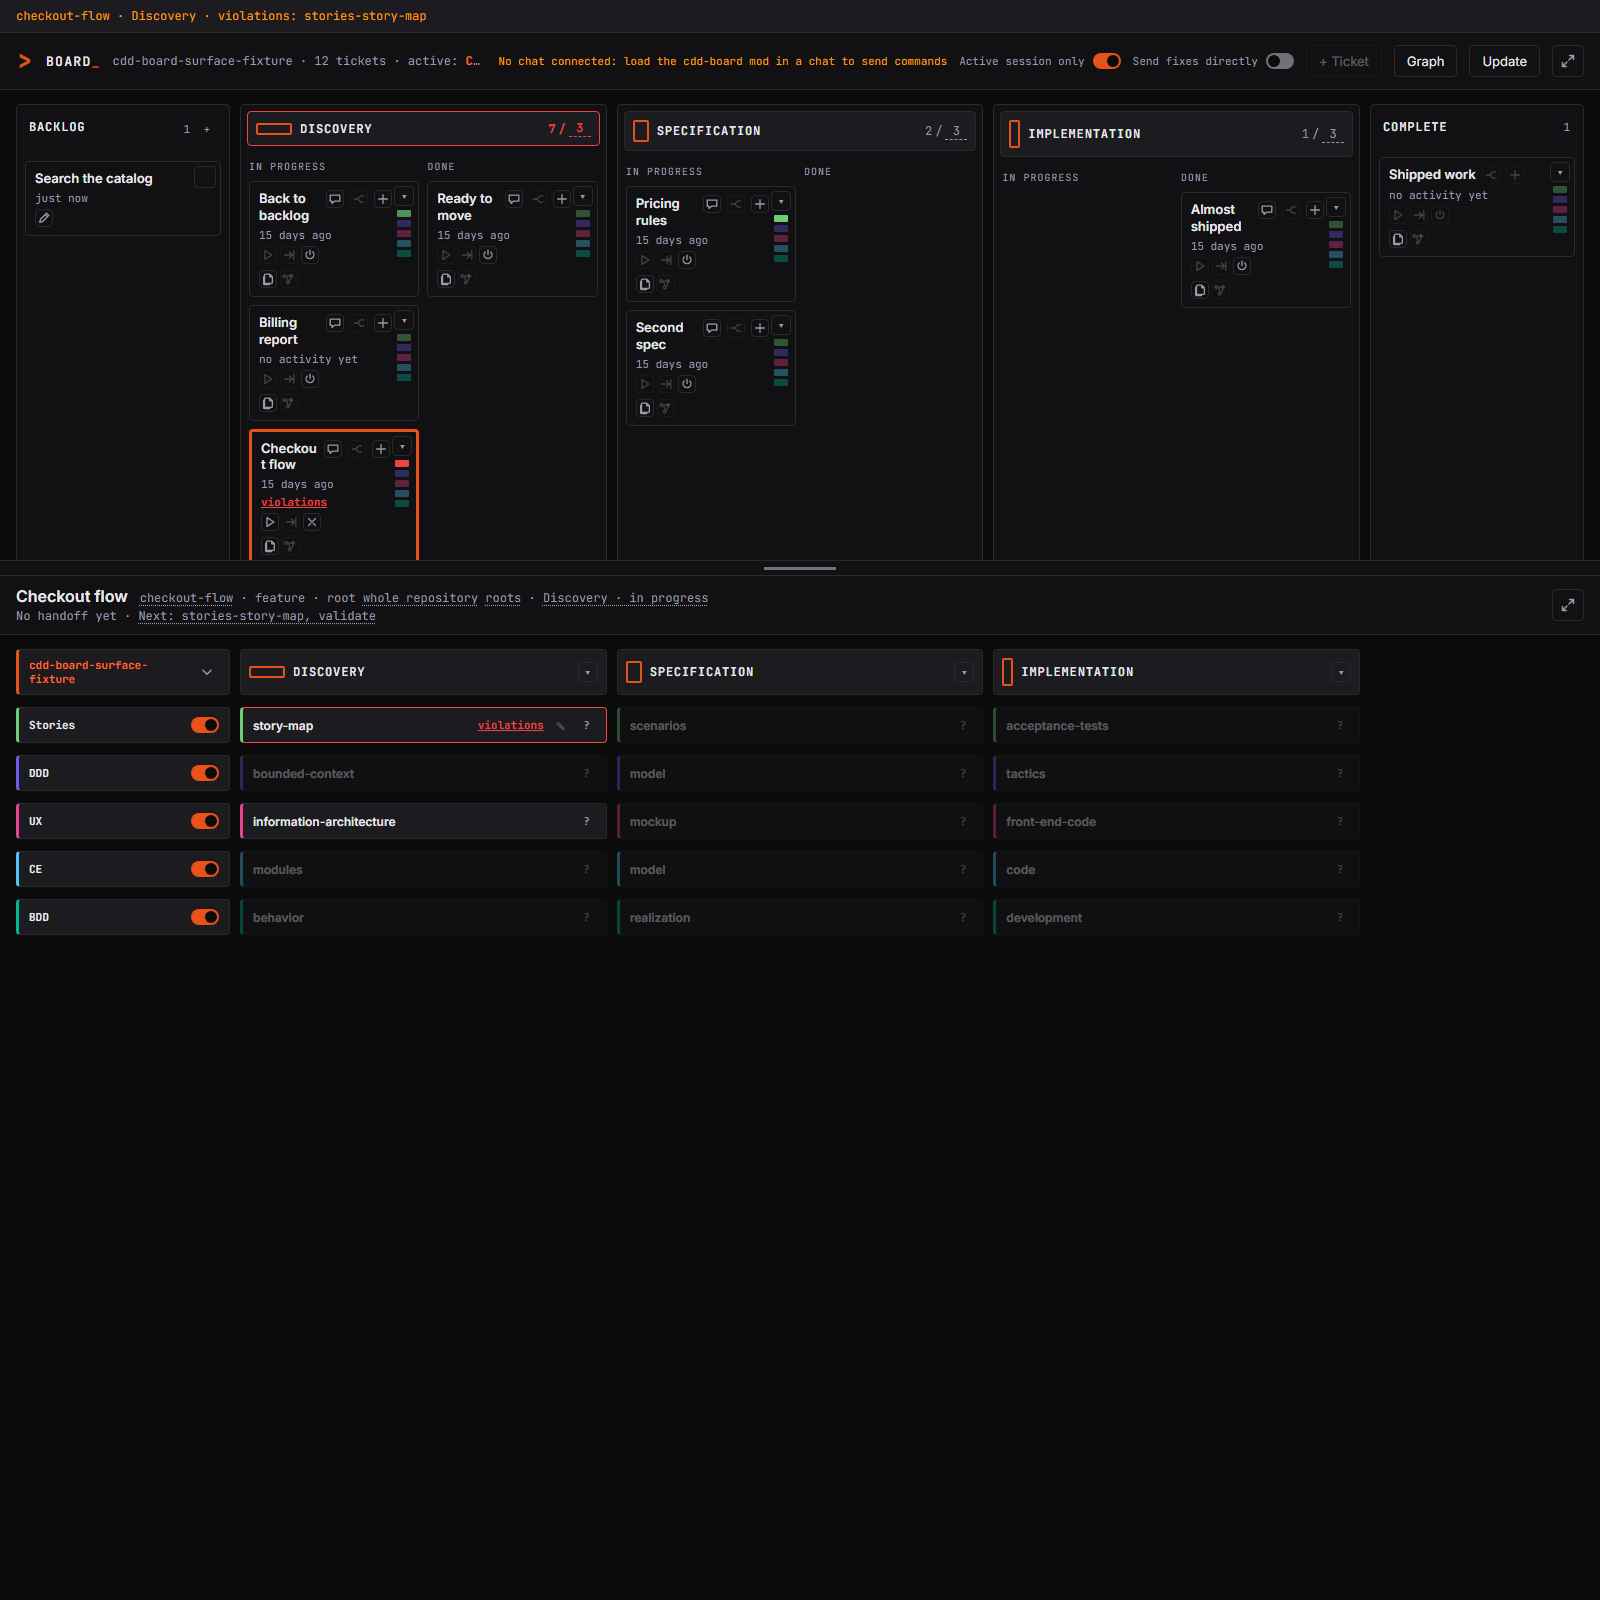 checkout-flow · Discovery · violations: stories-story-map
BOARD_ cdd-board-surface-fixture · 12 tickets · active: C… No chat connected: load the cdd-board mod in a chat to send commands Active session only Send fixes directly + Ticket Graph Update
BACKLOG 1 +
Search the catalog
just now
DISCOVERY 7/ 3
IN PROGRESS DONE
Back to
backlog
15 days ago
Ready to
move
15 days ago
Billing
report
no activity yet
Checkou
t flow
15 days ago
violations
SPECIFICATION 2/ 3
IN PROGRESS DONE
Pricing
rules
15 days ago
Second
spec
15 days ago
IMPLEMENTATION 1/ 3
IN PROGRESS DONE
Almost
shipped
15 days ago
COMPLETE 1
Shipped work
no activity yet
Checkout flow checkout-flow · feature · root whole repository roots · Discovery · in progress
No handoff yet · Next: stories-story-map, validate
cdd-board-surface-
fixture
DISCOVERY SPECIFICATION IMPLEMENTATION
Stories story-map violations ? scenarios ? acceptance-tests ?
DDD bounded-context ? model ? tactics ?
UX information-architecture ? mockup ? front-end-code ?
CE modules ? model ? code ?
BDD behavior ? realization ? development ?